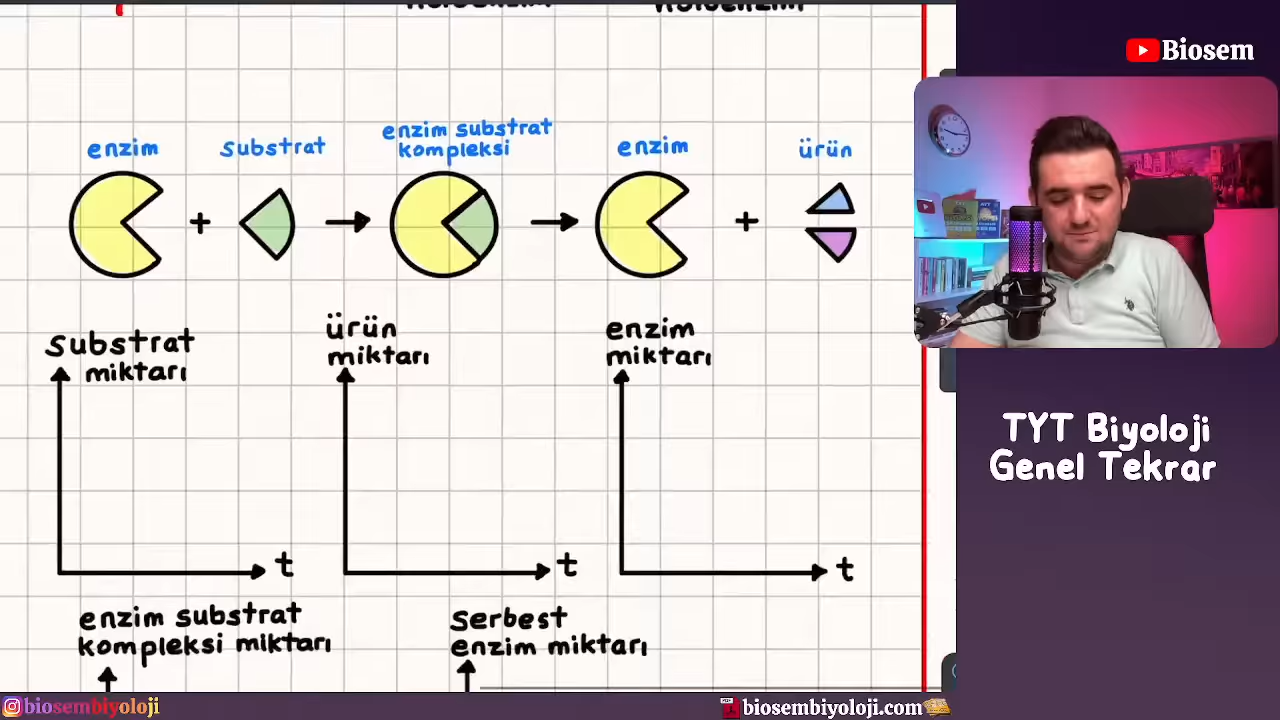 Biosem
enzim
substrat
enzim substrat
kompleksi
enzim
ürün
substrat
miktarı
ürün
miktarı
enzim
miktarı
TYT Biyoloji
Genel Tekrar
t
t
t
enzim substrat
kompleksi miktarı
serbest
enzim miktarı
biosembiyoloji
biosembiyoloji.com